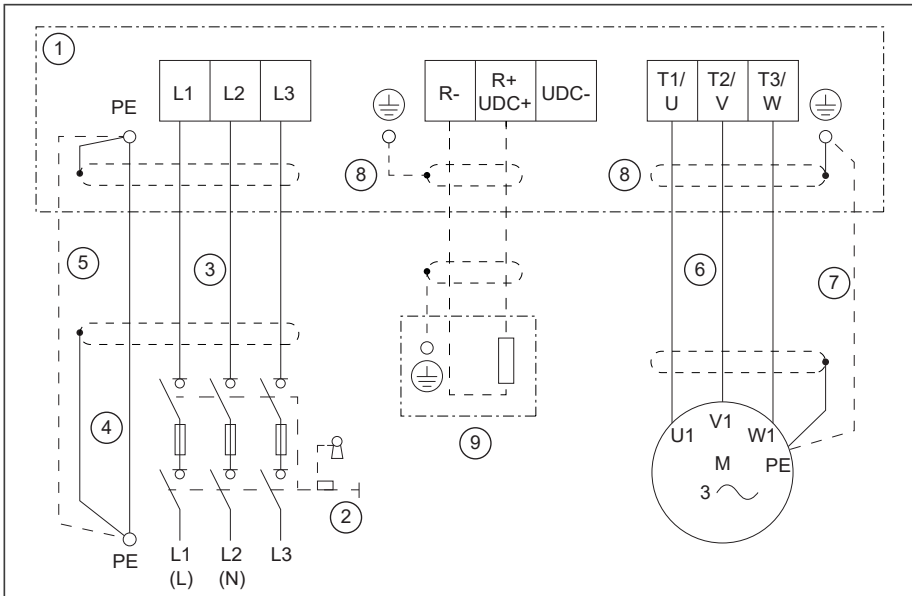 1
PE
L1 L2 L3
R- R+ UDC+ UDC-
T1/ U T2/ V T3/ W
8
8
5
3
6
7
4
9
2
U1 V1 W1
M PE
3
PE
L1 (L) L2 (N) L3